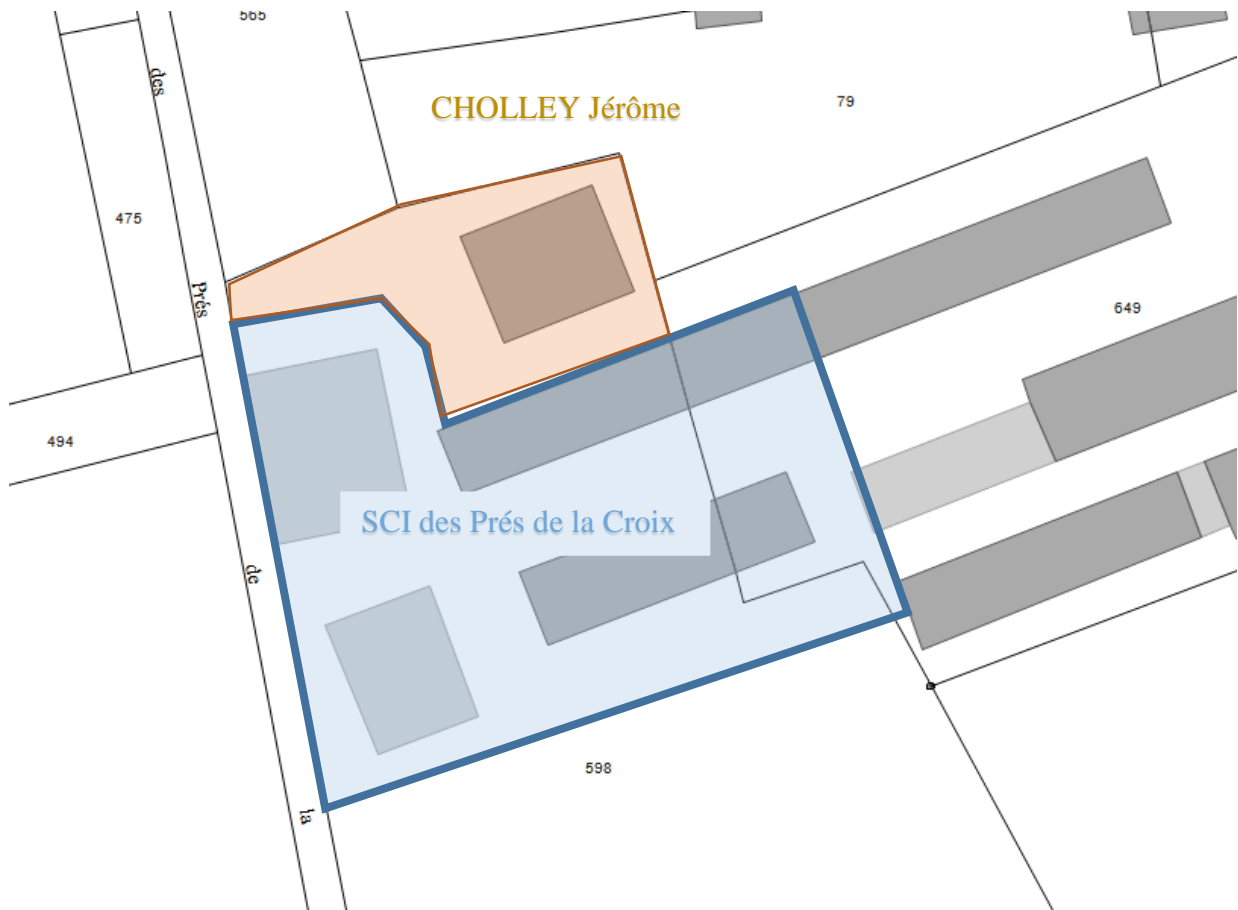 565
des
CHOLLEY Jérôme
79
475
Prés
649
494
SCI des Prés de la Croix
de
598
la